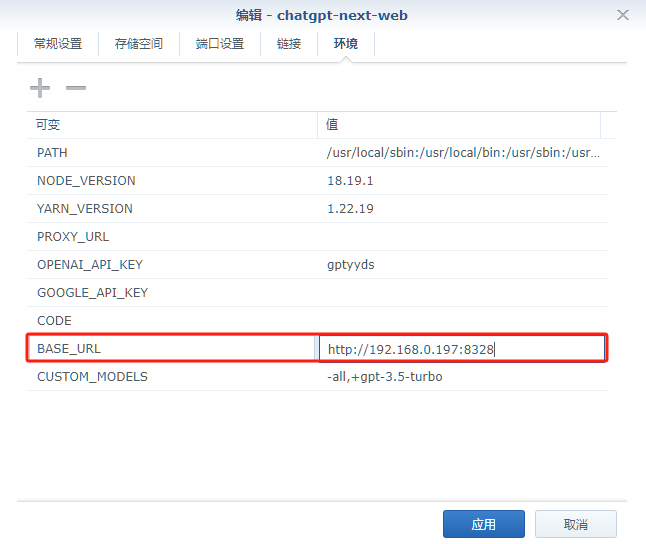 编辑 - chatgpt-next-web
常规设置 存储空间 端口设置 链接 环境
可变 值
PATH /usr/local/sbin:/usr/local/bin:/usr/sbin:/usr...
NODE_VERSION 18.19.1
YARN_VERSION 1.22.19
PROXY_URL
OPENAI_API_KEY gptyyds
GOOGLE_API_KEY
CODE
BASE_URL http://192.168.0.197:8328
CUSTOM_MODELS -all,+gpt-3.5-turbo
应用 取消